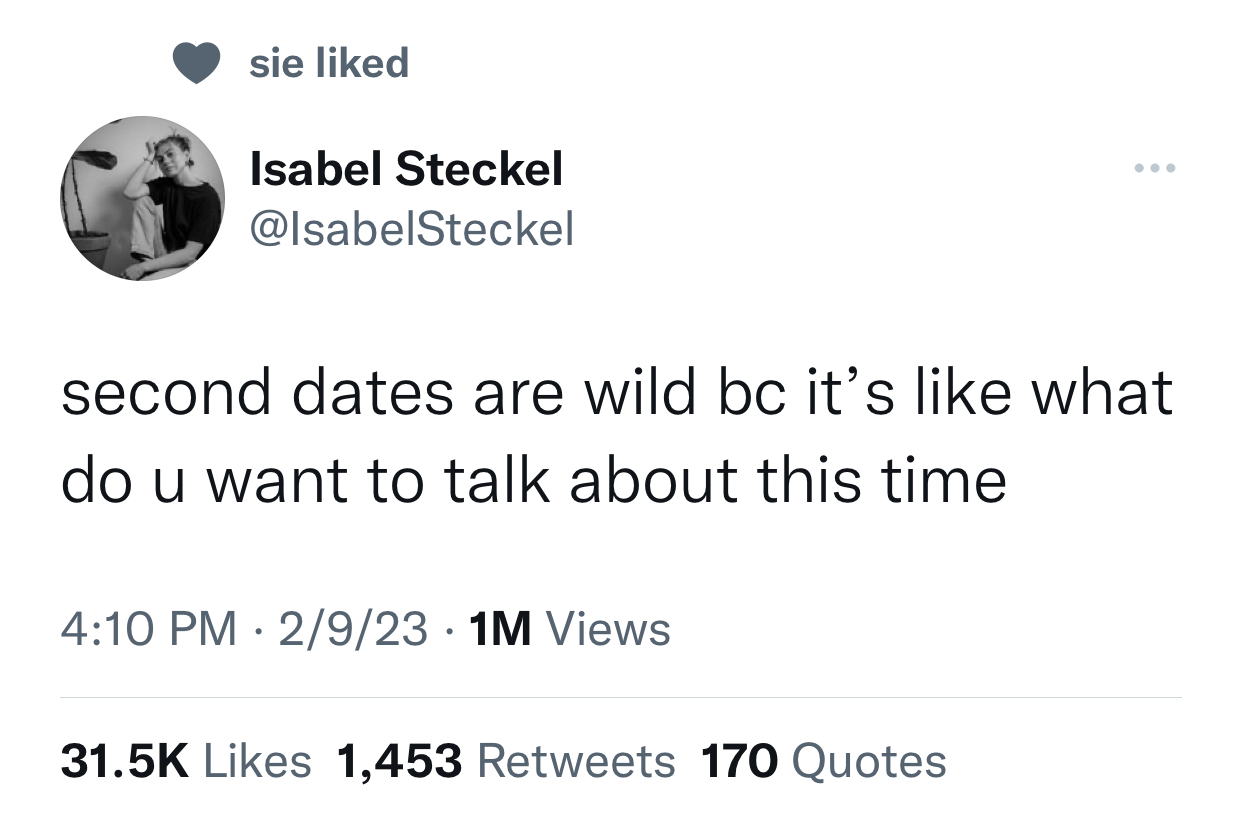 sie liked
Isabel Steckel
@IsabelSteckel
second dates are wild bc it’s like what
do u want to talk about this time
4:10 PM · 2/9/23 · 1M Views
31.5K Likes 1,453 Retweets 170 Quotes